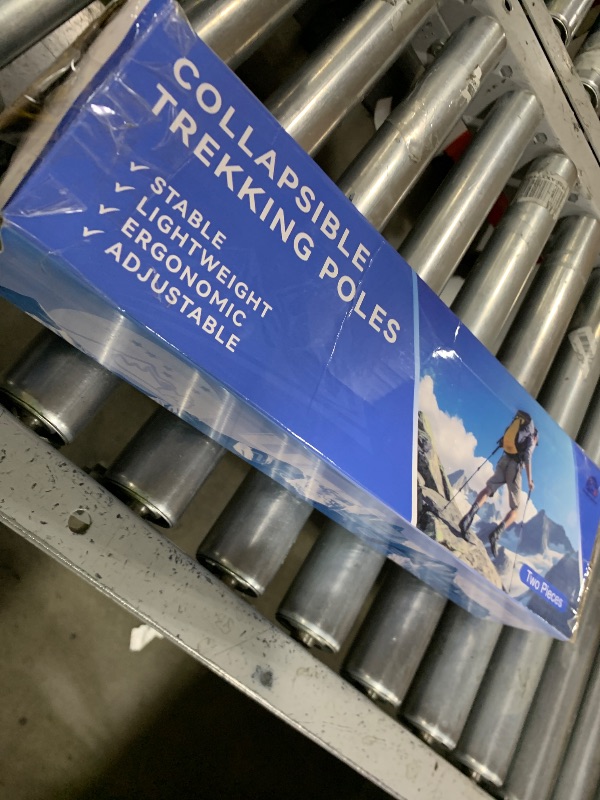 COLLAPSIBLE
TREKKING POLES
✓ STABLE
✓ LIGHTWEIGHT
✓ ERGONOMIC
✓ ADJUSTABLE
Two Pieces